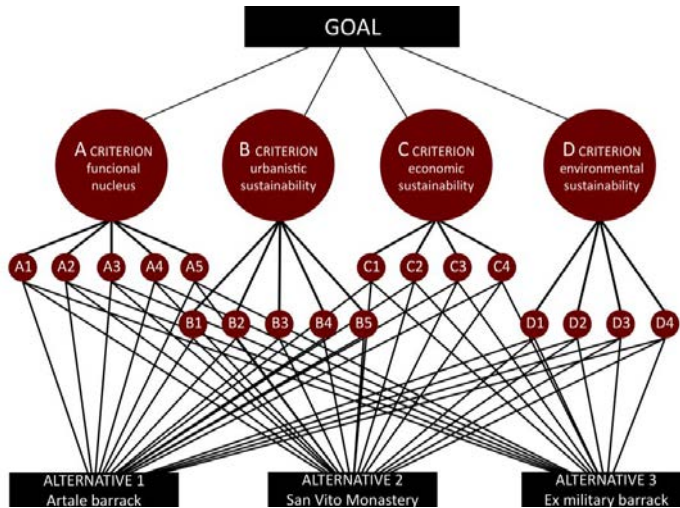 GOAL
A CRITERION
funcional
nucleus
B CRITERION
urbanistic
sustainability
C CRITERION
economic
sustainability
D CRITERION
environmental
sustainability
A1 A2 A3 A4 A5 C1 C2 C3 C4
B1 B2 B3 B4 B5 D1 D2 D3 D4
ALTERNATIVE 1
Artale barrack
ALTERNATIVE 2
San Vito Monastery
ALTERNATIVE 3
Ex military barrack